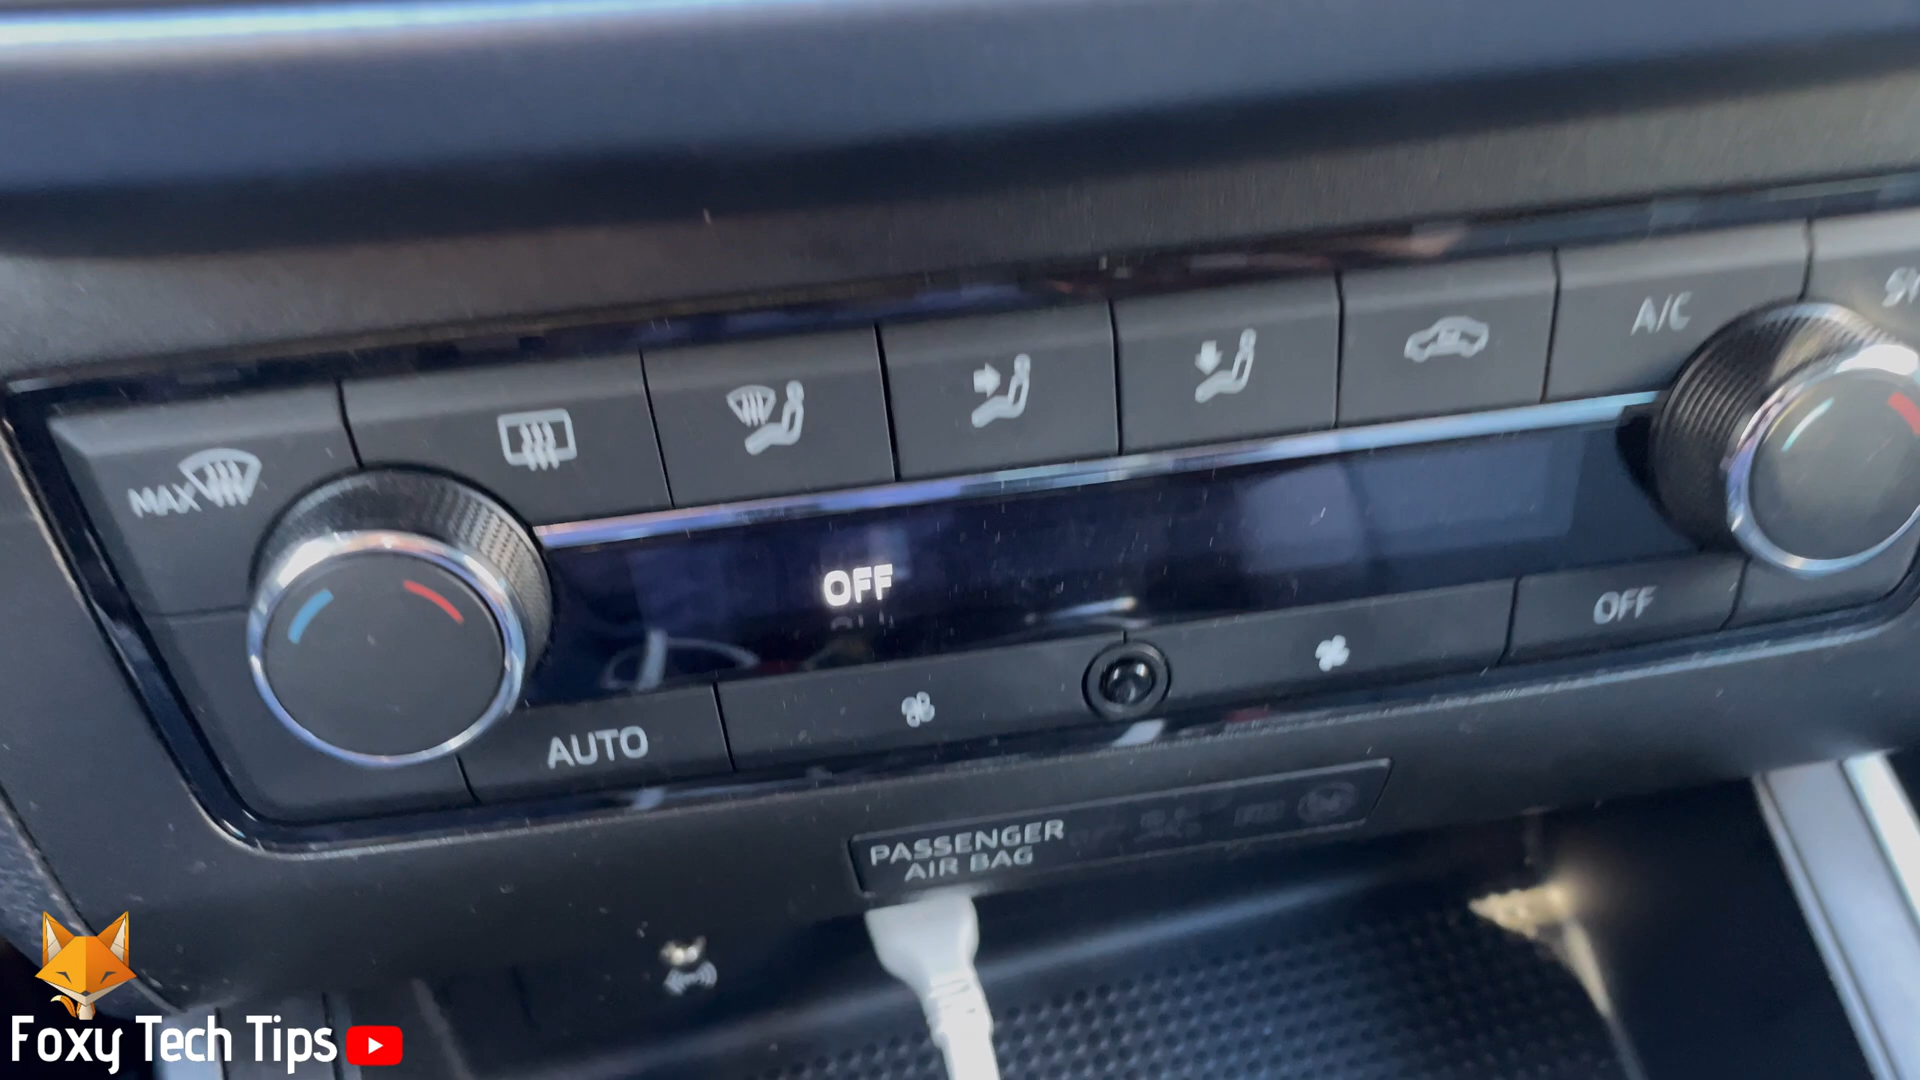 MAX
A/C
OFF
OFF
AUTO
PASSENGER
AIR BAG
Foxy Tech Tips